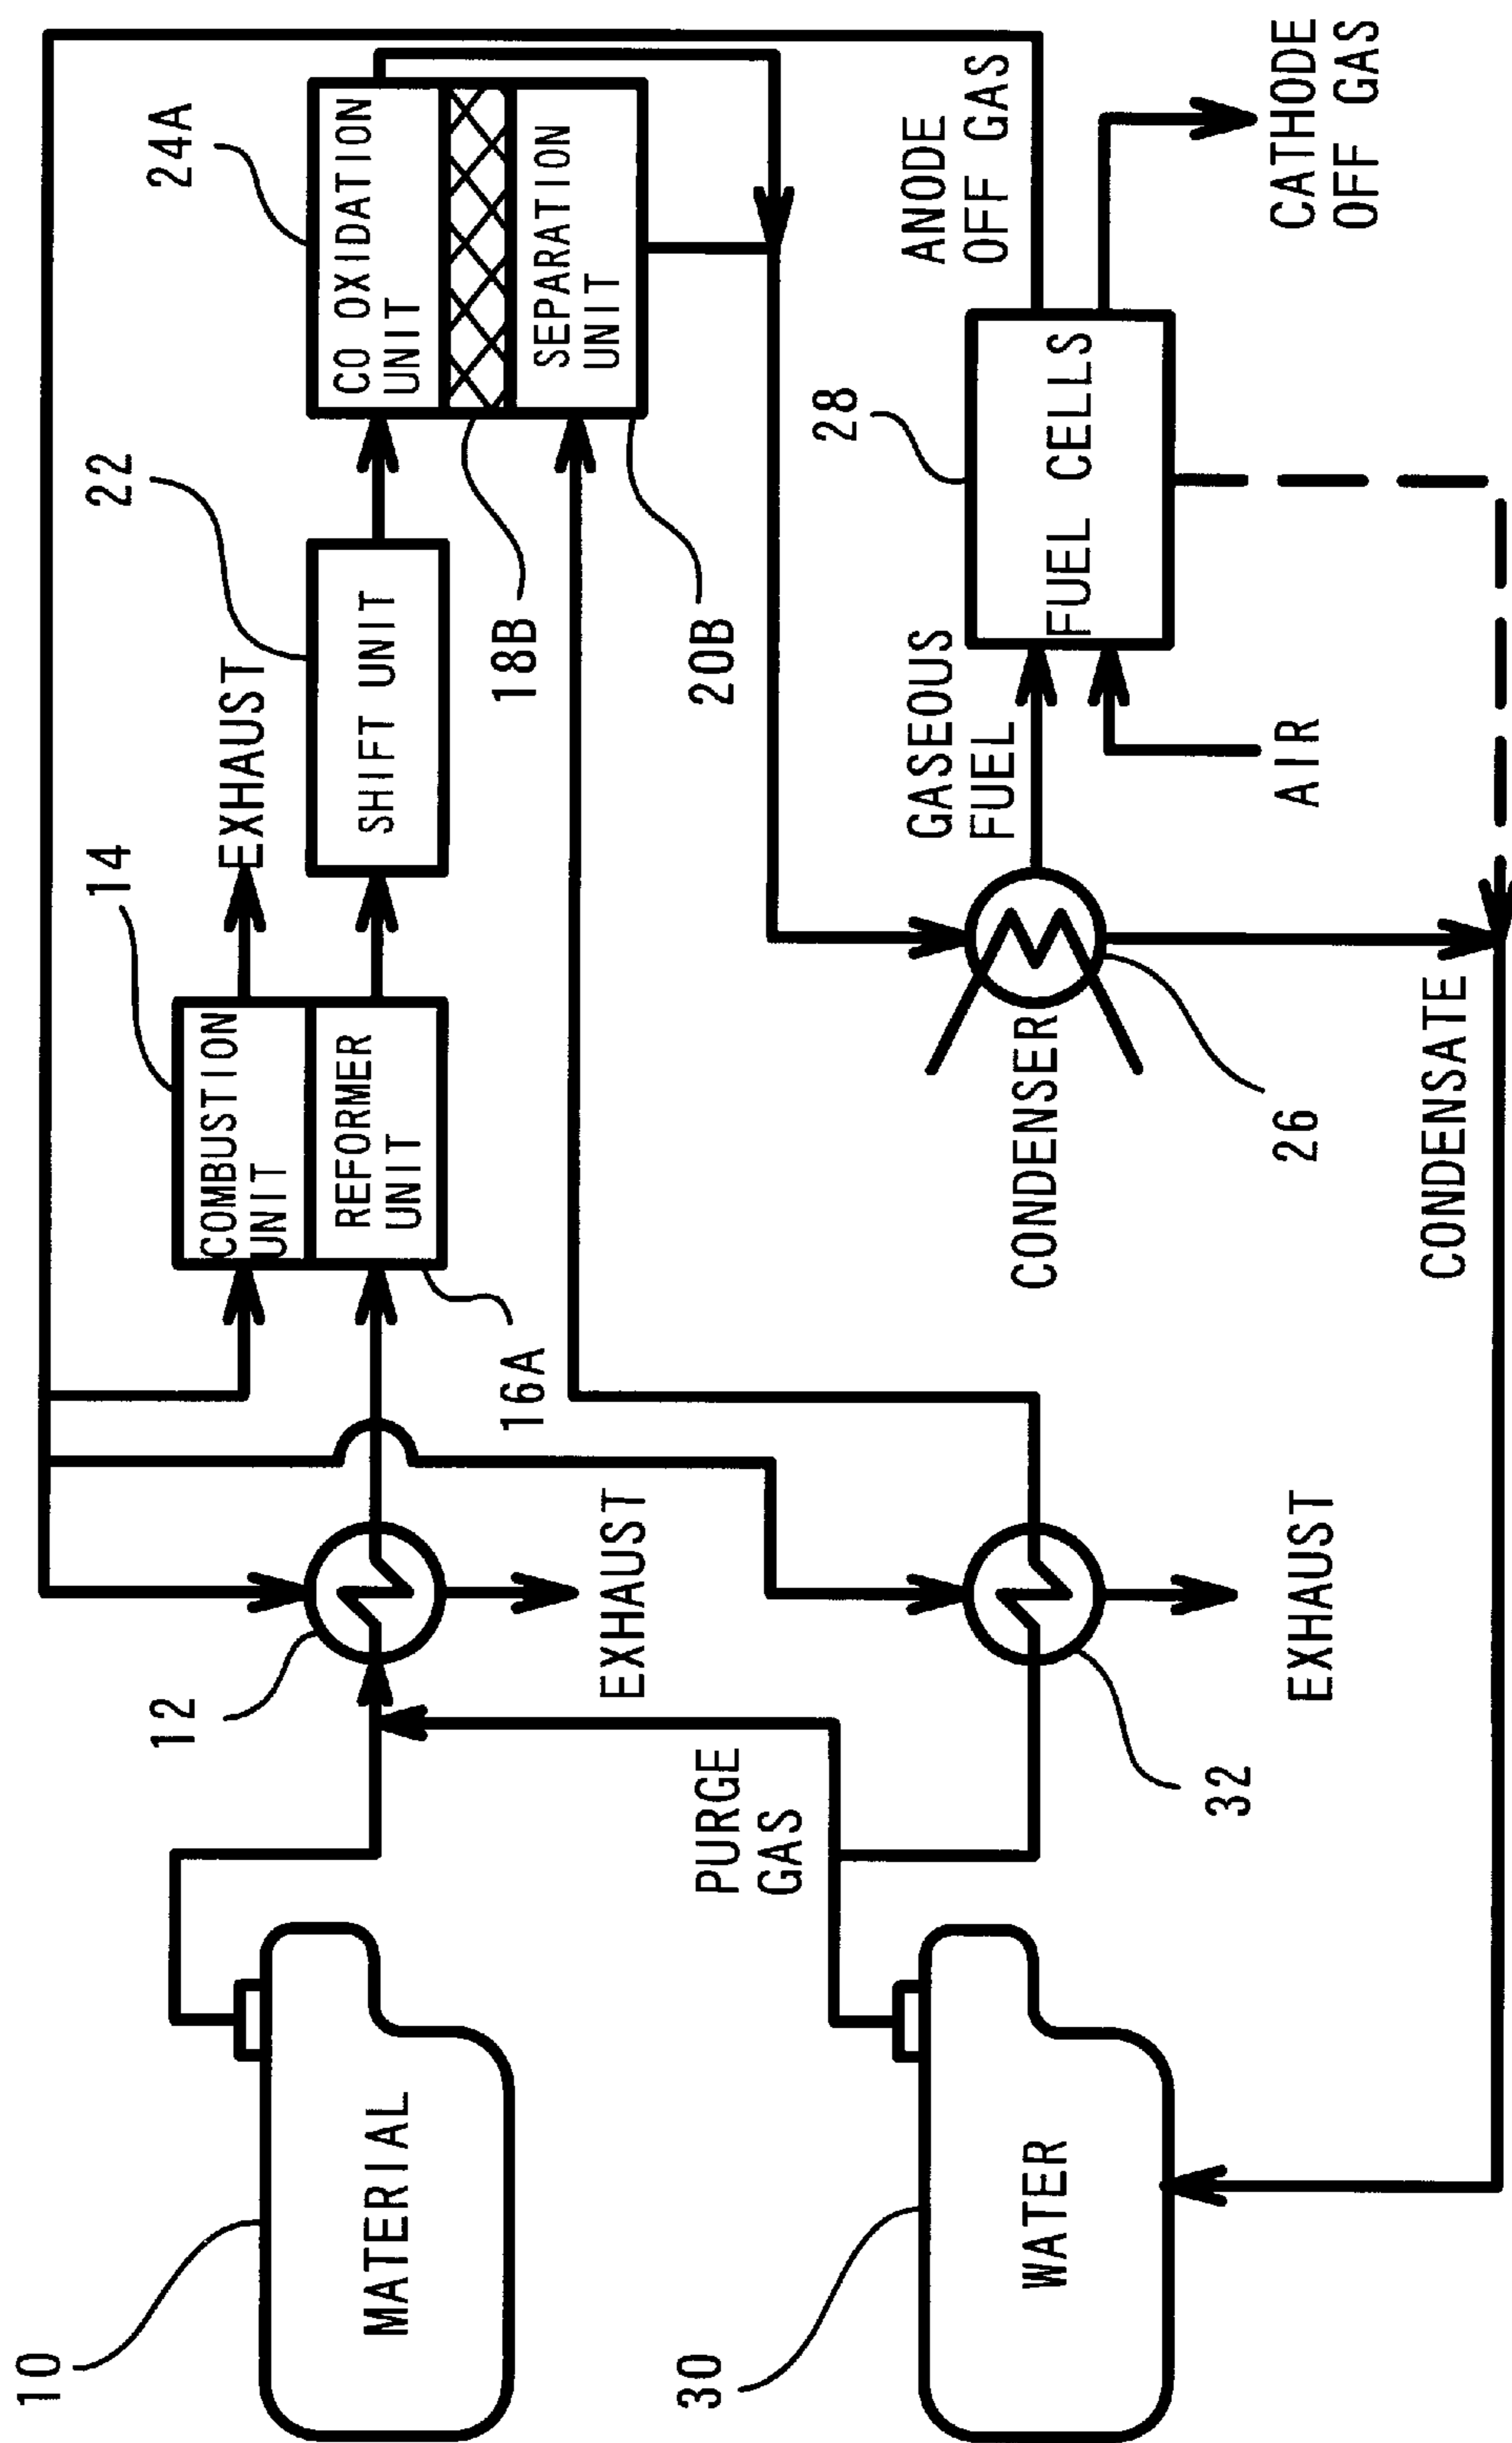 10
MATERIAL
12
EXHAUST
16A
COMBUSTION
UNIT
REFORMER
UNIT
14
EXHAUST
SHIFT UNIT
22
CO OXIDATION
UNIT
SEPARATION
UNIT
24A
18B
20B
30
WATER
PURGE
GAS
32
EXHAUST
CONDENSER
26
CONDENSATE
GASEOUS
FUEL
AIR
FUEL CELLS
28
ANODE
OFF GAS
CATHODE
OFF GAS